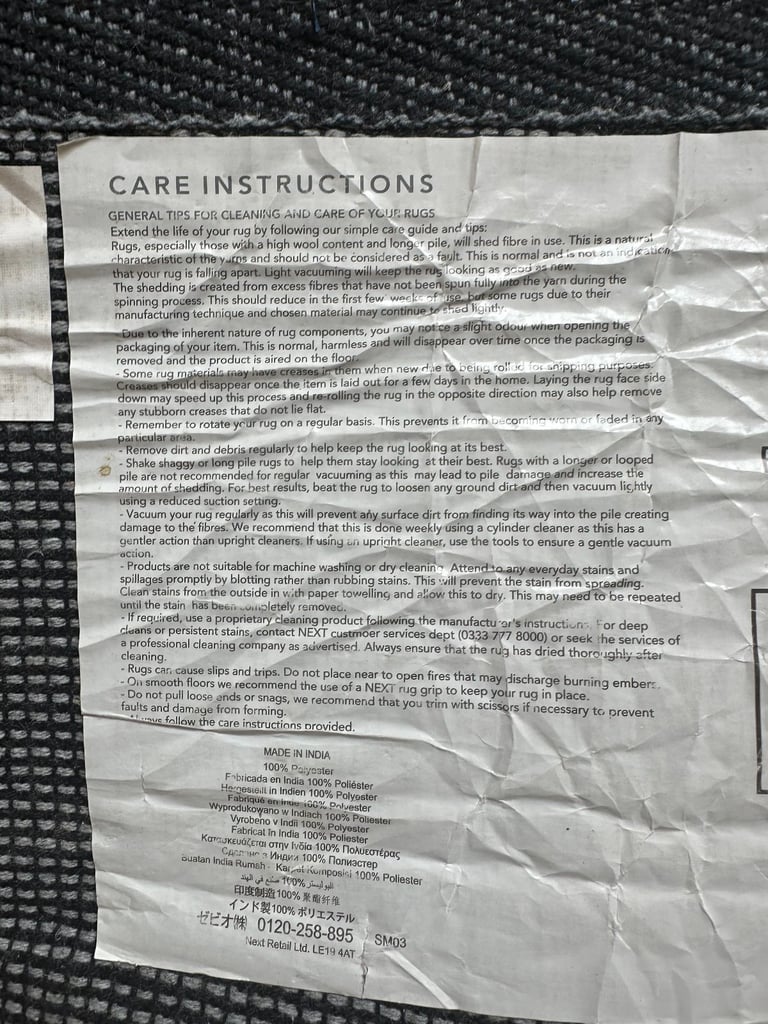 CARE INSTRUCTIONS
GENERAL TIPS FOR CLEANING AND CARE OF YOUR RUGS
Extend the life of your rug by following our simple care guide and tips:
Rugs, especially those with a high wool content and longer pile, will shed fibre in use. This is a natural
characteristic of the yarns and should not be considered as a fault. This is normal and is not an indication
that your rug is falling apart. Light vacuuming will keep the rug looking as good as new.
The shedding is created from excess fibres that have not been spun fully into the yarn during the
spinning process. This should reduce in the first few weeks of use, but some rugs due to their
manufacturing technique and chosen material may continue to shed lightly.
- Due to the inherent nature of rug components, you may notice a slight odour when opening the
packaging of your item. This is normal, harmless and will disappear over time once the packaging is
removed and the product is aired on the floor.
- Some rug materials may have creases in them when new due to being rolled for shipping purposes.
Creases should disappear once the item is laid out for a few days in the home. Laying the rug face side
down may speed up this process and re-rolling the rug in the opposite direction may also help remove
any stubborn creases that do not lie flat.
- Remember to rotate your rug on a regular basis. This prevents it from becoming worn or faded in any
particular area.
- Remove dirt and debris regularly to help keep the rug looking at its best.
- Shake shaggy or long pile rugs to help them stay looking at their best. Rugs with a longer or looped
pile are not recommended for regular vacuuming as this may lead to pile damage and increase the
amount of shedding. For best results, beat the rug to loosen any ground dirt and then vacuum lightly
using a reduced suction setting.
- Vacuum your rug regularly as this will prevent any surface dirt from finding its way into the pile creating
damage to the fibres. We recommend that this is done weekly using a cylinder cleaner as this has a
gentler action than upright cleaners. If using an upright cleaner, use the tools to ensure a gentle vacuum
action.
- Products are not suitable for machine washing or dry cleaning. Attend to any everyday stains and
spillages promptly by blotting rather than rubbing stains. This will prevent the stain from spreading.
Clean stains from the outside in with paper towelling and allow this to dry. This may need to be repeated
until the stain has been completely removed.
- If required, use a proprietary cleaning product following the manufacturer's instructions. For deep
cleans or persistent stains, contact NEXT custmoer services dept (0333 777 8000) or seek the services of
a professional cleaning company as advertised. Always ensure that the rug has dried thoroughly after
cleaning.
- Rugs can cause slips and trips. Do not place near to open fires that may discharge burning embers.
- On smooth floors we recommend the use of a NEXT rug grip to keep your rug in place.
- Do not pull loose ends or snags, we recommend that you trim with scissors if necessary to prevent
faults and damage from forming.
- Always follow the care instructions provided.
MADE IN INDIA
100% Polyester
Fabricada en India 100% Poliéster
Hergestellt in Indien 100% Polyester
Fabriqué en Inde 100% Polyester
Wyprodukowano w Indiach 100% Poliester
Vyrobeno v Indii 100% Polyester
Fabricat în India 100% Polyester
Κατασκευάζεται στην Ινδία 100% Πολυεστέρας
Сделано в Индии 100% Полиэстер
Buatan India Rumah - Karpet Komposisi 100% Poliester
صنع في الهند 100% البوليستر
印度制造100% 聚酯纤维
インド製100% ポリエステル
ゼビオ㈱ 0120-258-895 SM03
Next Retail Ltd. LE19 4AT